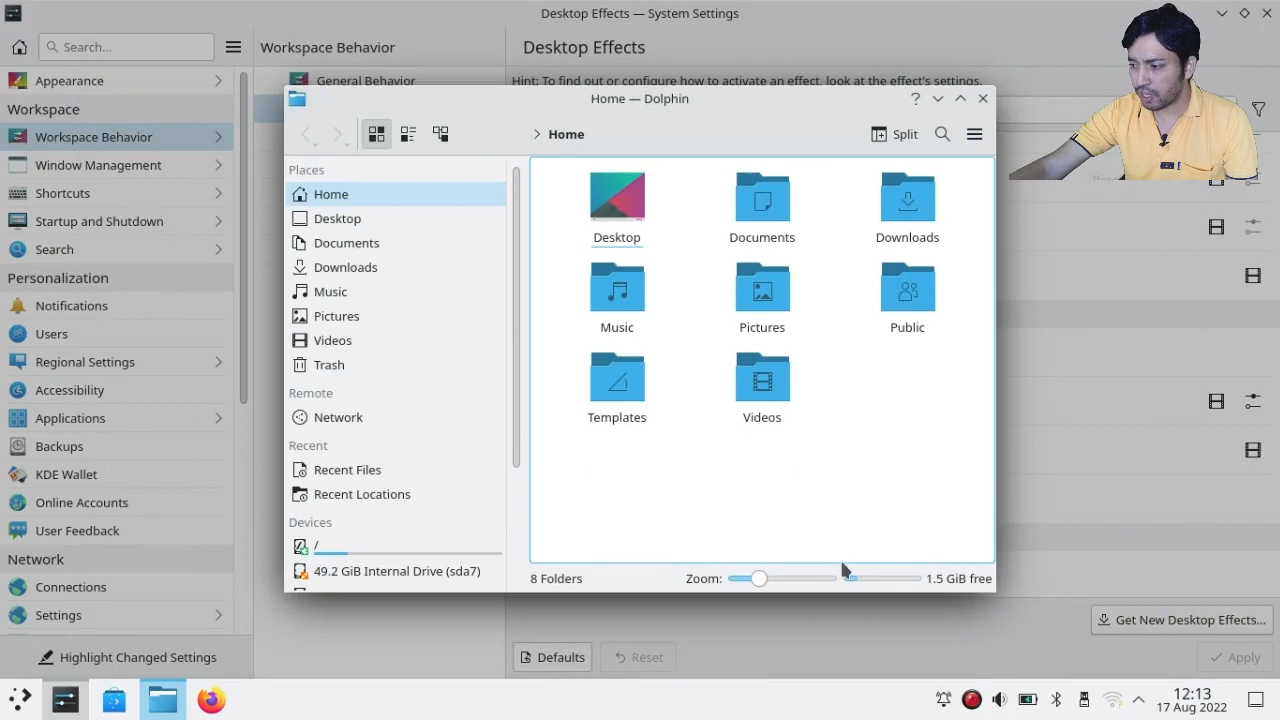 Desktop Effects — System Settings
Search...
Workspace Behavior
Desktop Effects
Appearance
General Behavior
Hint: To find out or configure how to activate an effect, look at the effect's settings.
Workspace
Workspace Behavior
Window Management
Shortcuts
Startup and Shutdown
Search
Personalization
Notifications
Users
Regional Settings
Accessibility
Applications
Backups
KDE Wallet
Online Accounts
User Feedback
Network
Connections
Settings
Highlight Changed Settings
Home — Dolphin
Home
Split
Places
Home
Desktop
Documents
Downloads
Music
Pictures
Videos
Trash
Remote
Network
Recent
Recent Files
Recent Locations
Devices
/
49.2 GiB Internal Drive (sda7)
Desktop
Documents
Downloads
Music
Pictures
Public
Templates
Videos
8 Folders
Zoom:
1.5 GiB free
Get New Desktop Effects...
Defaults
Reset
Apply
12:13
17 Aug 2022